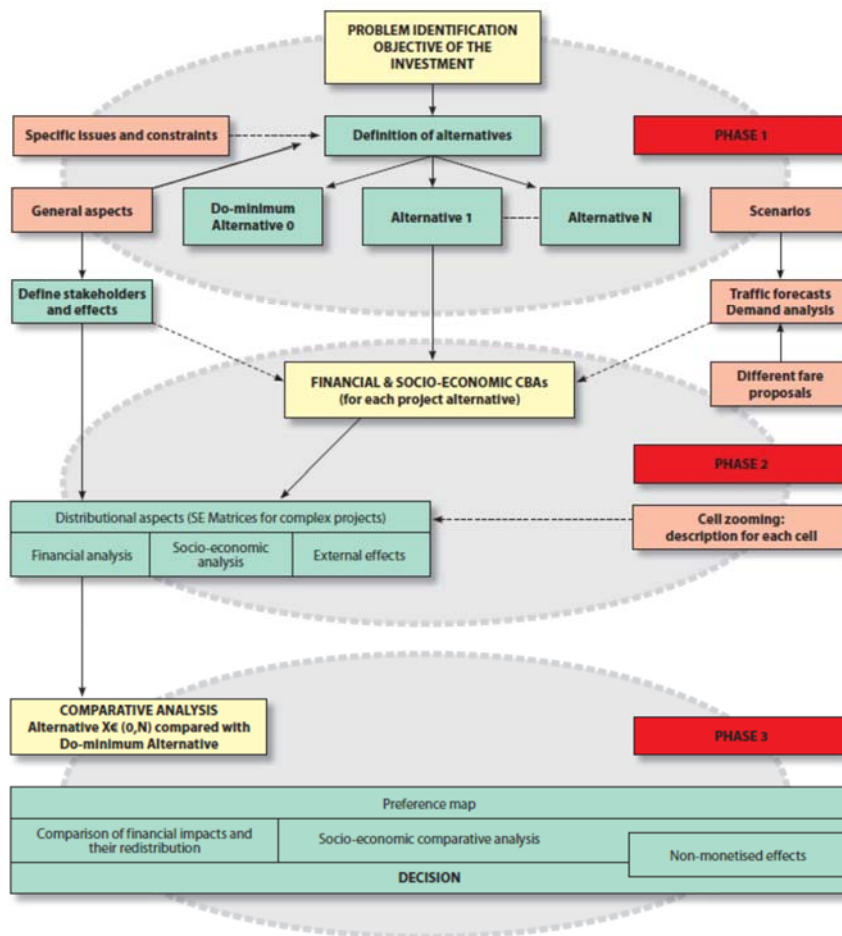 PROBLEM IDENTIFICATION
OBJECTIVE OF THE
INVESTMENT
Specific issues and constraints
Definition of alternatives
PHASE 1
General aspects
Do-minimum
Alternative 0
Alternative 1
Alternative N
Scenarios
Define stakeholders
and effects
Traffic forecasts
Demand analysis
FINANCIAL & SOCIO-ECONOMIC CBAs
(for each project alternative)
Different fare
proposals
PHASE 2
Distributional aspects (SE Matrices for complex projects)
Financial analysis
Socio-economic
analysis
External effects
Cell zooming:
description for each cell
COMPARATIVE ANALYSIS
Alternative X€ (0,N) compared with
Do-minimum Alternative
PHASE 3
Preference map
Comparison of financial impacts and
their redistribution
Socio-economic comparative analysis
Non-monetised effects
DECISION